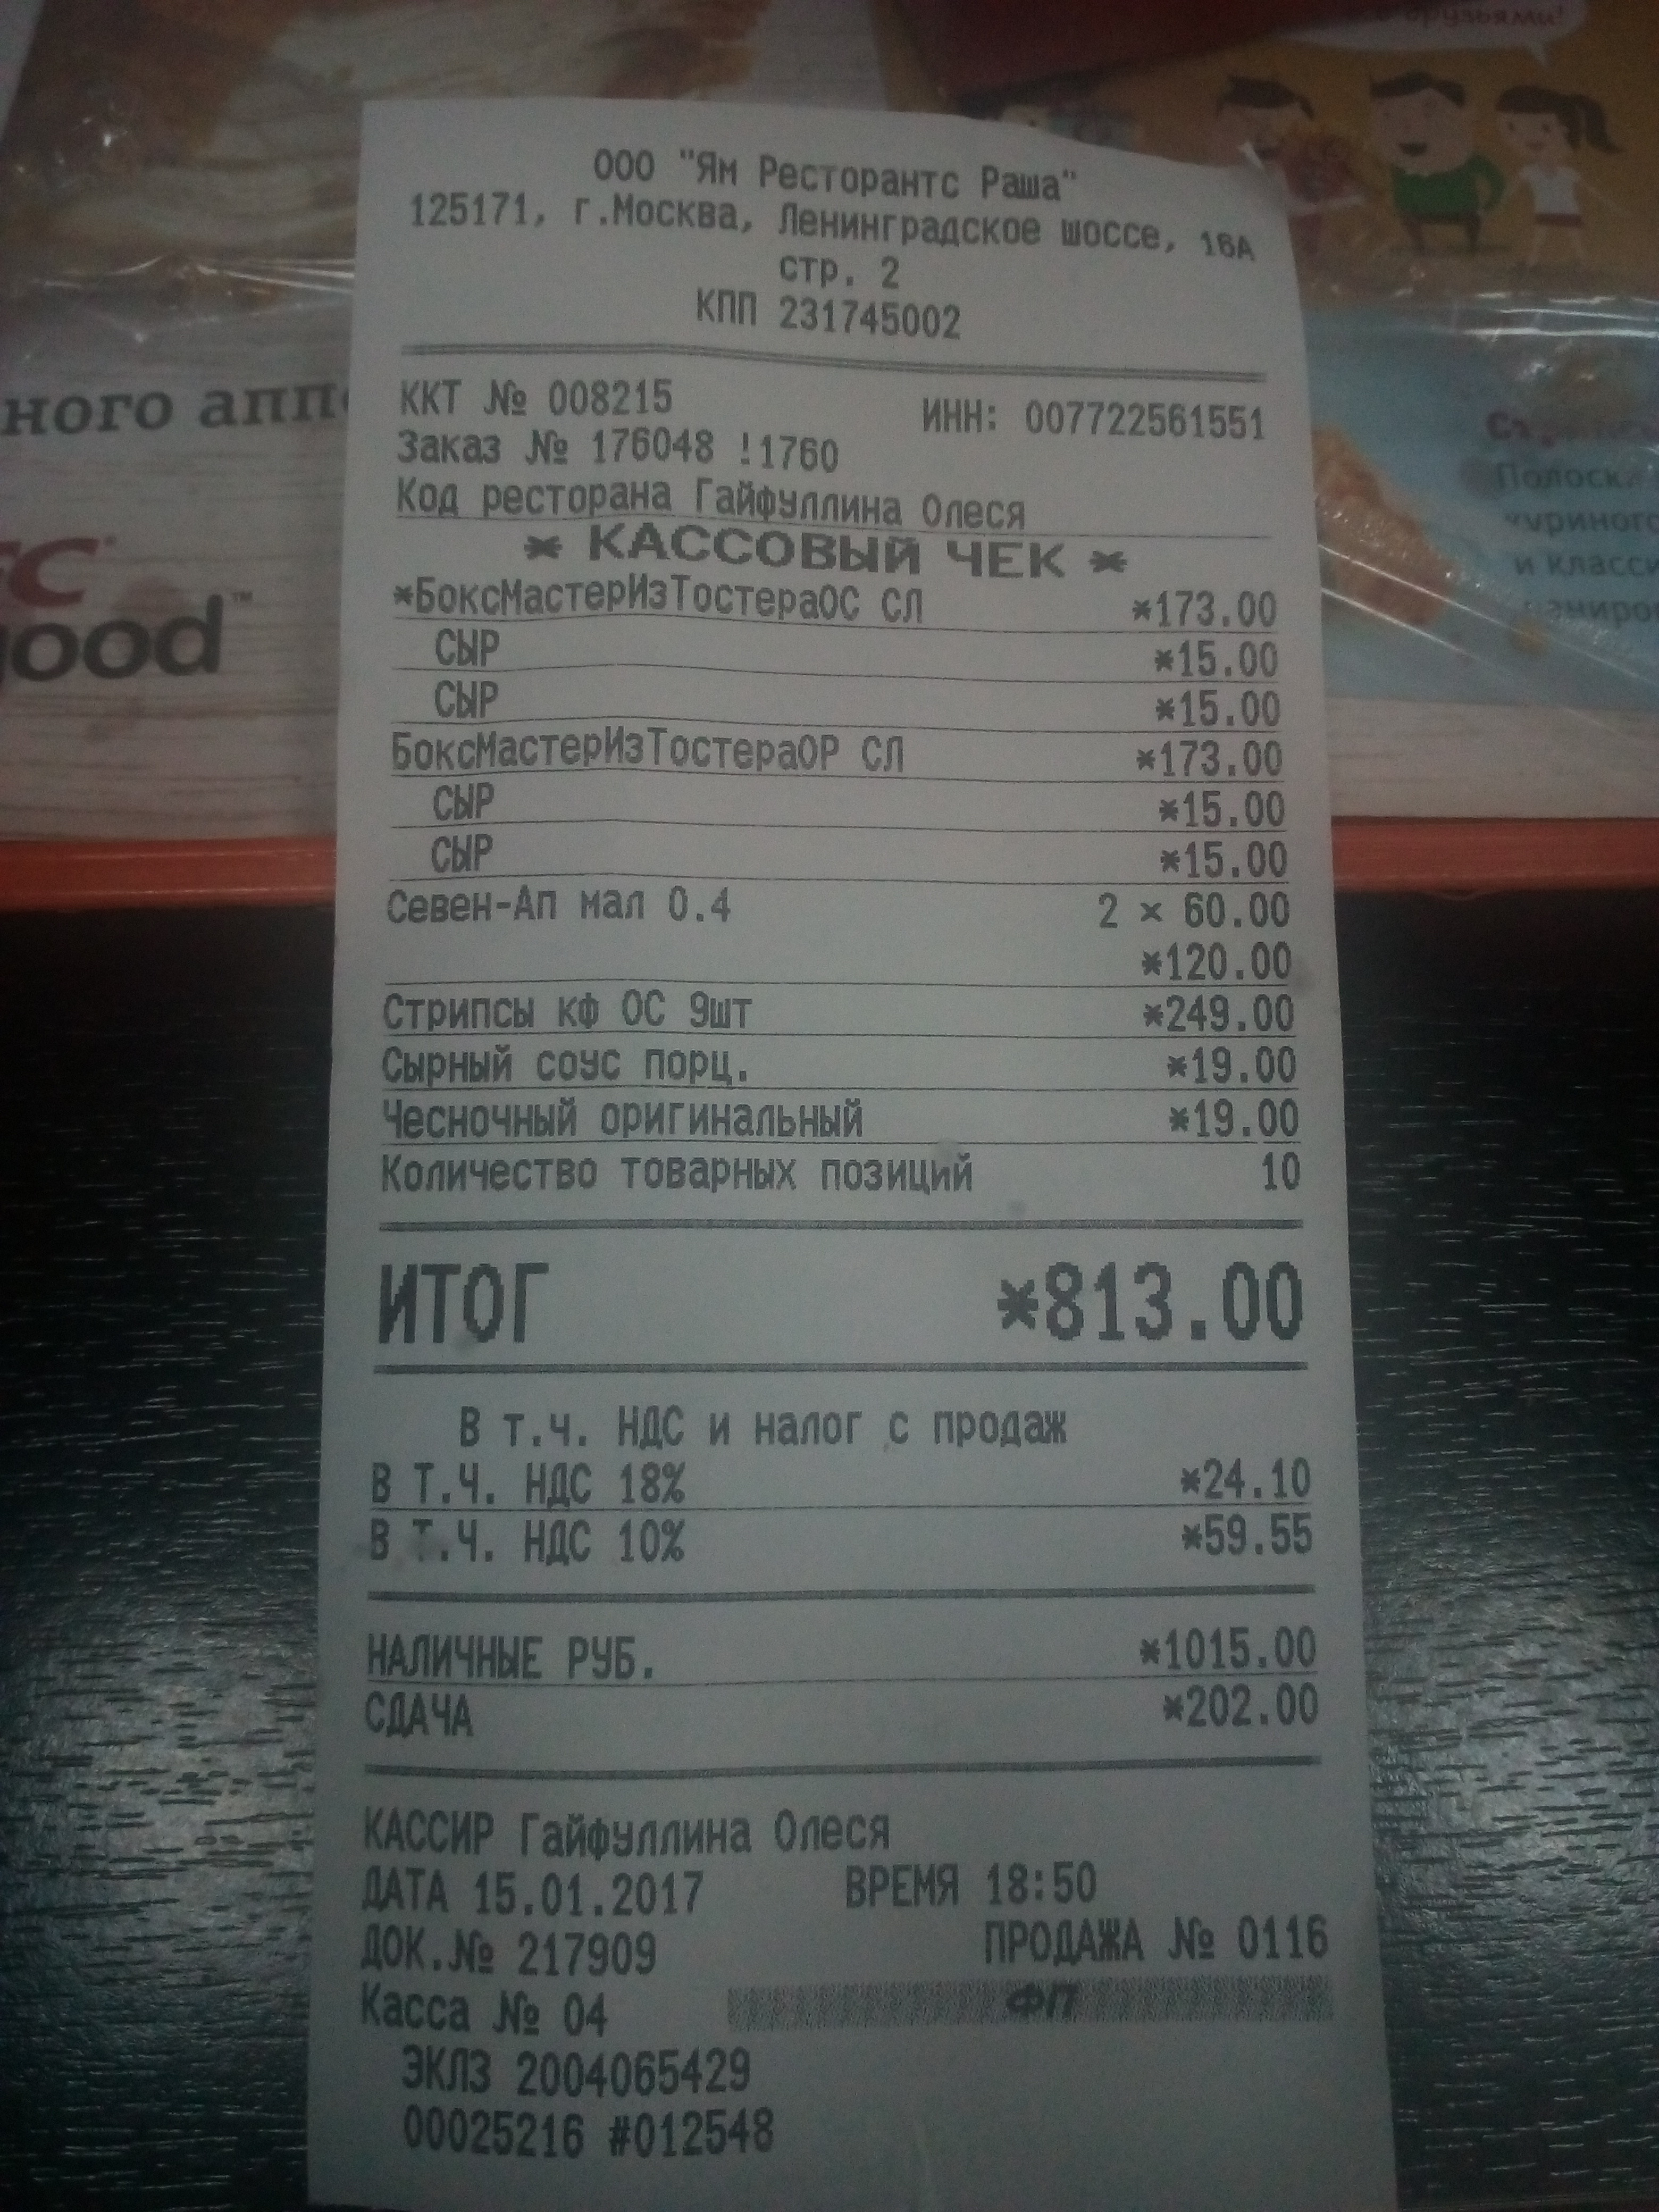 друзьями!
ООО "Ям Ресторантс Раша"
125171, г.Москва, Ленинградское шоссе, 16А
стр. 2
КПП 231745002
ного апп
ККТ № 008215 ИНН: 007722561551
Заказ № 176048 !1760
Код ресторана Гайфуллина Олеся
* КАССОВЫЙ ЧЕК *
*БоксМастерИзТостераОС СЛ *173.00
СЫР *15.00
СЫР *15.00
БоксМастерИзТостераОР СЛ *173.00
СЫР *15.00
СЫР *15.00
Севен-Ап мал 0.4 2 × 60.00
*120.00
Стрипсы кф ОС 9шт *249.00
Сырный соус порц. *19.00
Чесночный оригинальный *19.00
Количество товарных позиций 10
ИТОГ *813.00
В т.ч. НДС и налог с продаж
В Т.Ч. НДС 18% *24.10
В Т.Ч. НДС 10% *59.55
НАЛИЧНЫЕ РУБ. *1015.00
СДАЧА *202.00
КАССИР Гайфуллина Олеся
ДАТА 15.01.2017 ВРЕМЯ 18:50
ДОК.№ 217909 ПРОДАЖА № 0116
Касса № 04 ФП
ЭКЛЗ 2004065429
00025216 #012548
FC
good™
Полоски
куриного
и класси